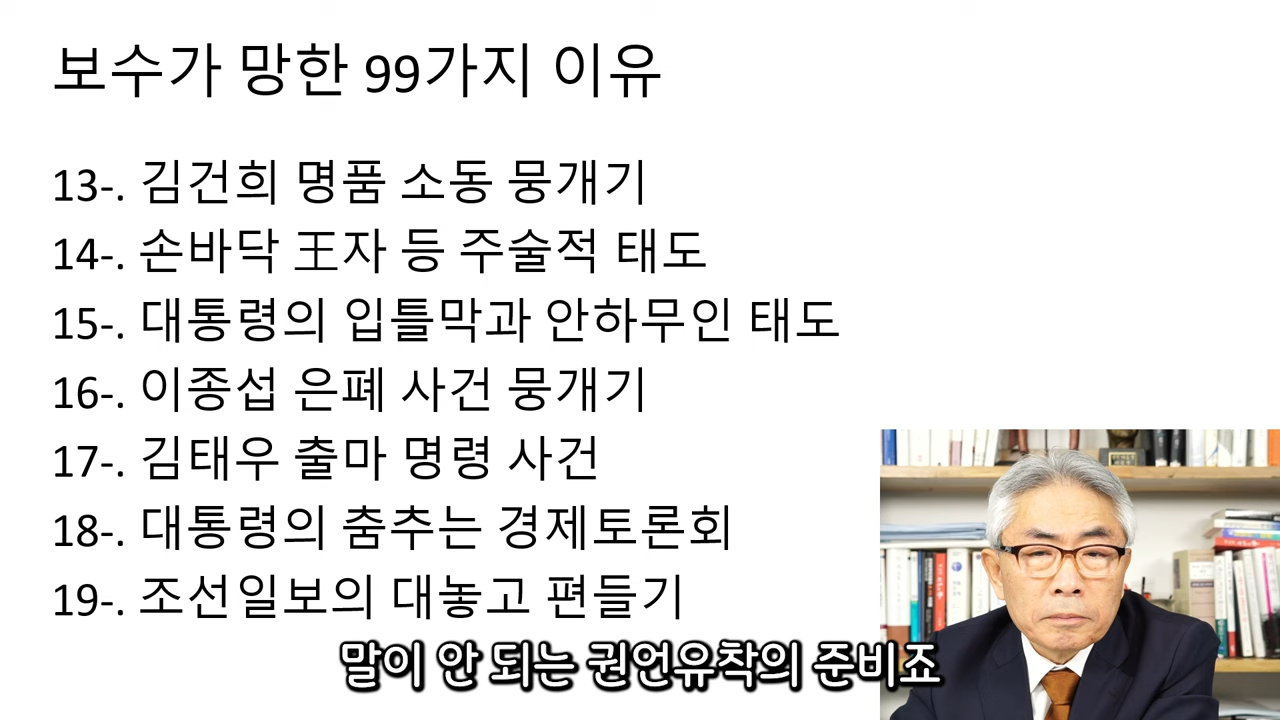 보수가 망한 99가지 이유
13-. 김건희 명품 소동 뭉개기
14-. 손바닥 王자 등 주술적 태도
15-. 대통령의 입틀막과 안하무인 태도
16-. 이종섭 은폐 사건 뭉개기
17-. 김태우 출마 명령 사건
18-. 대통령의 춤추는 경제토론회
19-. 조선일보의 대놓고 편들기
말이 안 되는 권언유착의 준비죠